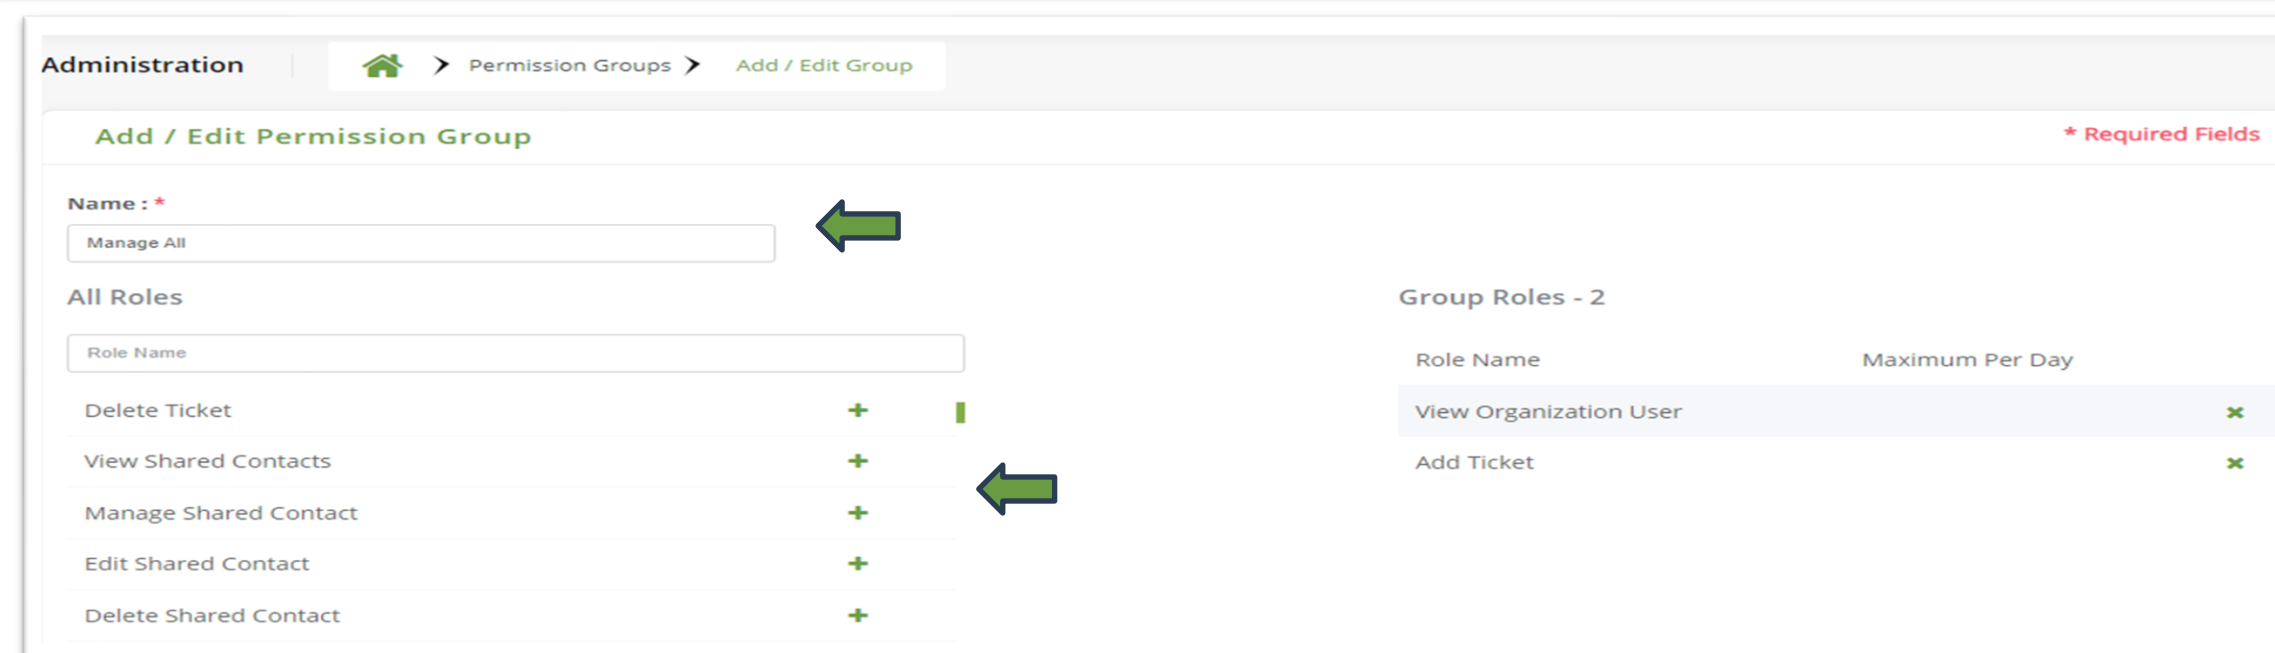 Administration
Permission Groups
Add / Edit Group
Add / Edit Permission Group
* Required Fields
Name : *
Manage All
All Roles
Role Name
Delete Ticket
View Shared Contacts
Manage Shared Contact
Edit Shared Contact
Delete Shared Contact
Group Roles - 2
Role Name Maximum Per Day
View Organization User
Add Ticket